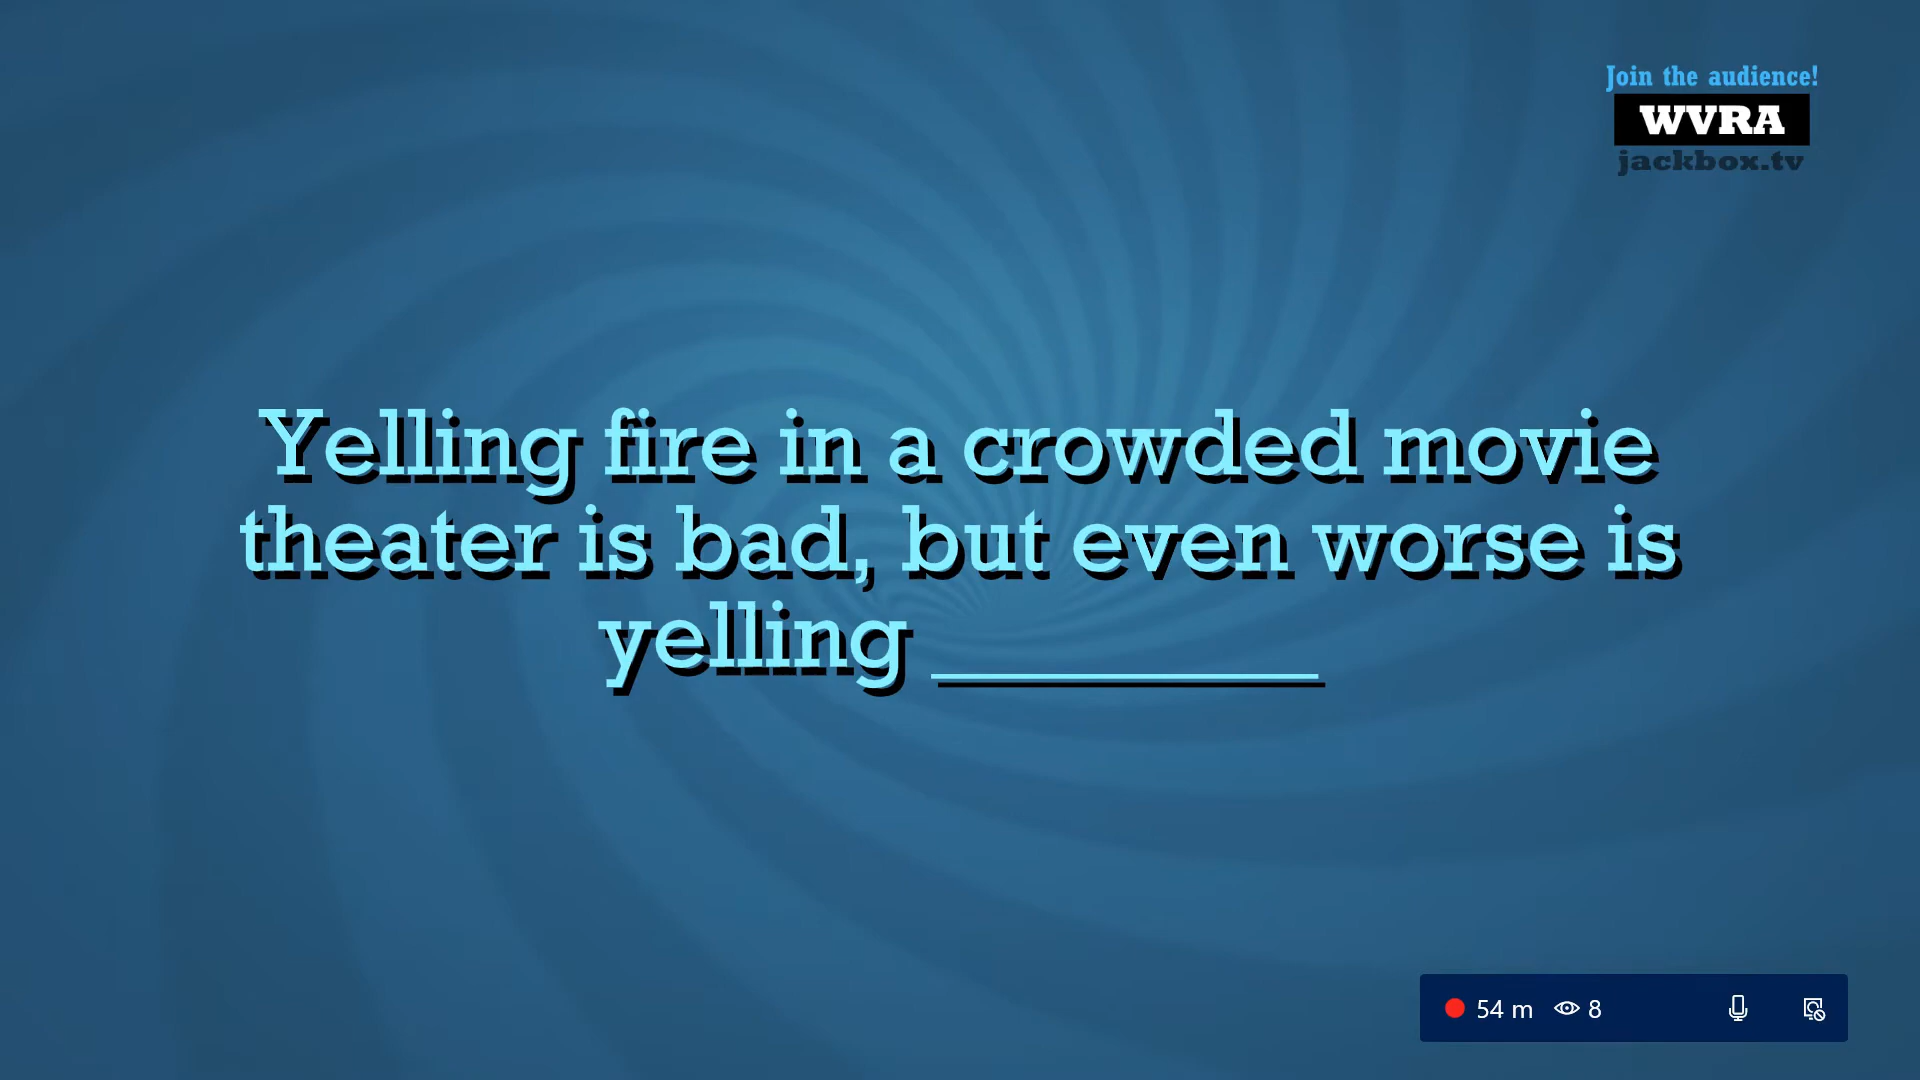 Join the audience!
WVRA
jackbox.tv
Yelling fire in a crowded movie
theater is bad, but even worse is
yelling __________
54 m 8